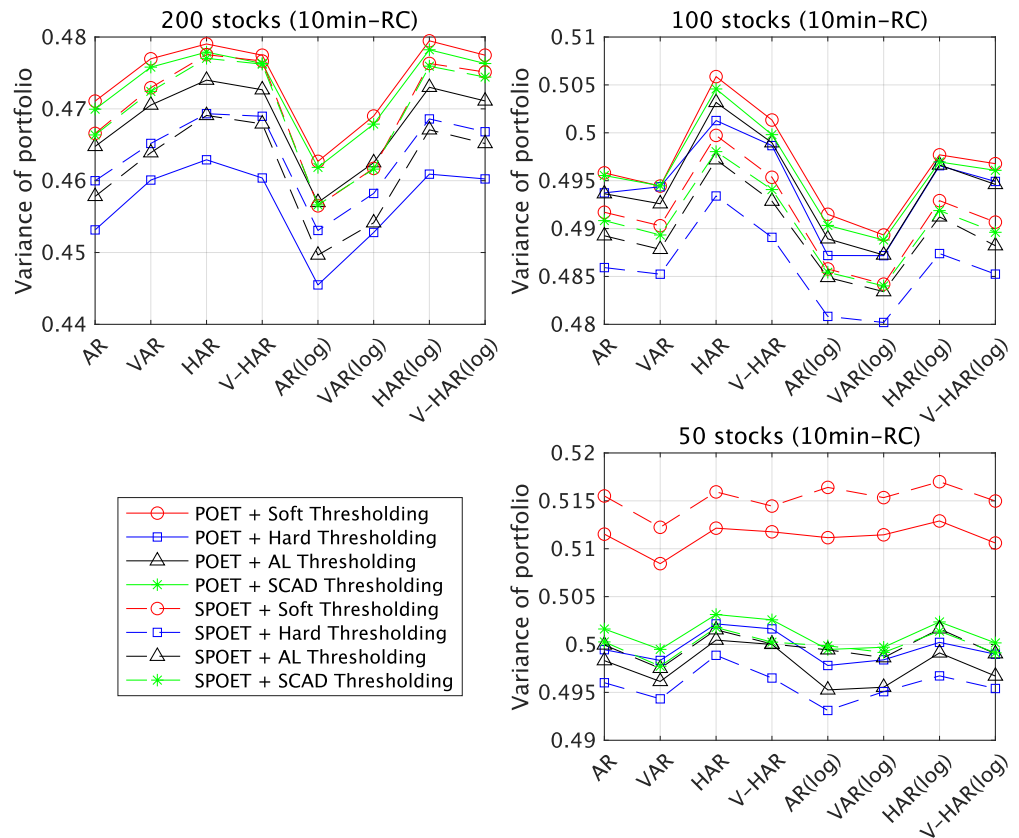 200 stocks (10min-RC)
Variance of portfolio
0.48
0.47
0.46
0.45
0.44
AR
VAR
HAR
V-HAR
AR(log)
VAR(log)
HAR(log)
V-HAR(log)
100 stocks (10min-RC)
Variance of portfolio
0.51
0.505
0.5
0.495
0.49
0.485
0.48
AR
VAR
HAR
V-HAR
AR(log)
VAR(log)
HAR(log)
V-HAR(log)
POET + Soft Thresholding
POET + Hard Thresholding
POET + AL Thresholding
POET + SCAD Thresholding
SPOET + Soft Thresholding
SPOET + Hard Thresholding
SPOET + AL Thresholding
SPOET + SCAD Thresholding
50 stocks (10min-RC)
Variance of portfolio
0.52
0.515
0.51
0.505
0.5
0.495
0.49
AR
VAR
HAR
V-HAR
AR(log)
VAR(log)
HAR(log)
V-HAR(log)